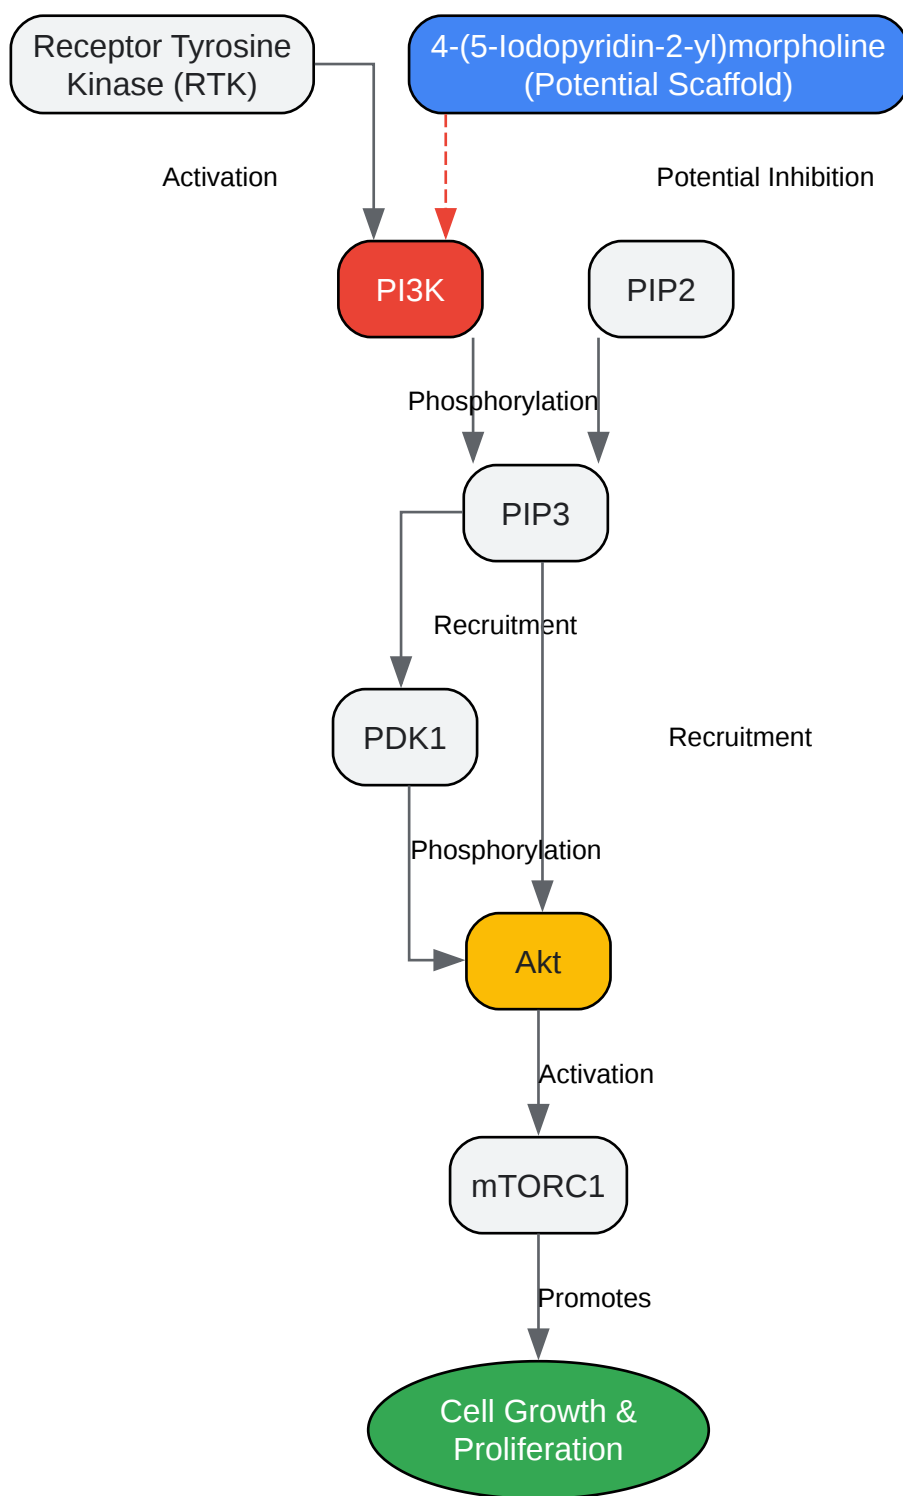 Receptor Tyrosine
Kinase (RTK)
4-(5-Iodopyridin-2-yl)morpholine
(Potential Scaffold)
Activation
Potential Inhibition
PI3K
PIP2
Phosphorylation
PIP3
Recruitment
PDK1
Recruitment
Phosphorylation
Akt
Activation
mTORC1
Promotes
Cell Growth &
Proliferation